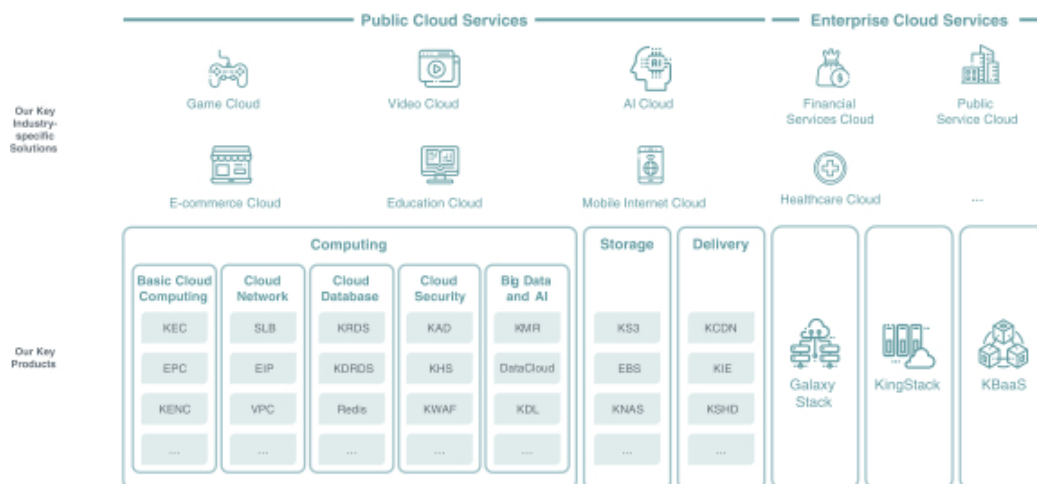 Public Cloud Services
Enterprise Cloud Services
Our Key
Industry-
specific
Solutions
AI
Game Cloud
Video Cloud
AI Cloud
Financial
Services Cloud
Public
Service Cloud
E-commerce Cloud
Education Cloud
Mobile Internet Cloud
Healthcare Cloud
...
Our Key
Products
Computing
Storage
Delivery
Basic Cloud
Computing
Cloud
Network
Cloud
Database
Cloud
Security
Big Data
and AI
KEC
SLB
KRDS
KAD
KMR
KS3
KCDN
EPC
EIP
KDRDS
KHS
DataCloud
EBS
KIE
KENC
VPC
Redis
KWAF
KDL
KNAS
KSHD
...
...
...
...
...
...
...
Galaxy
Stack
KingStack
KBaaS